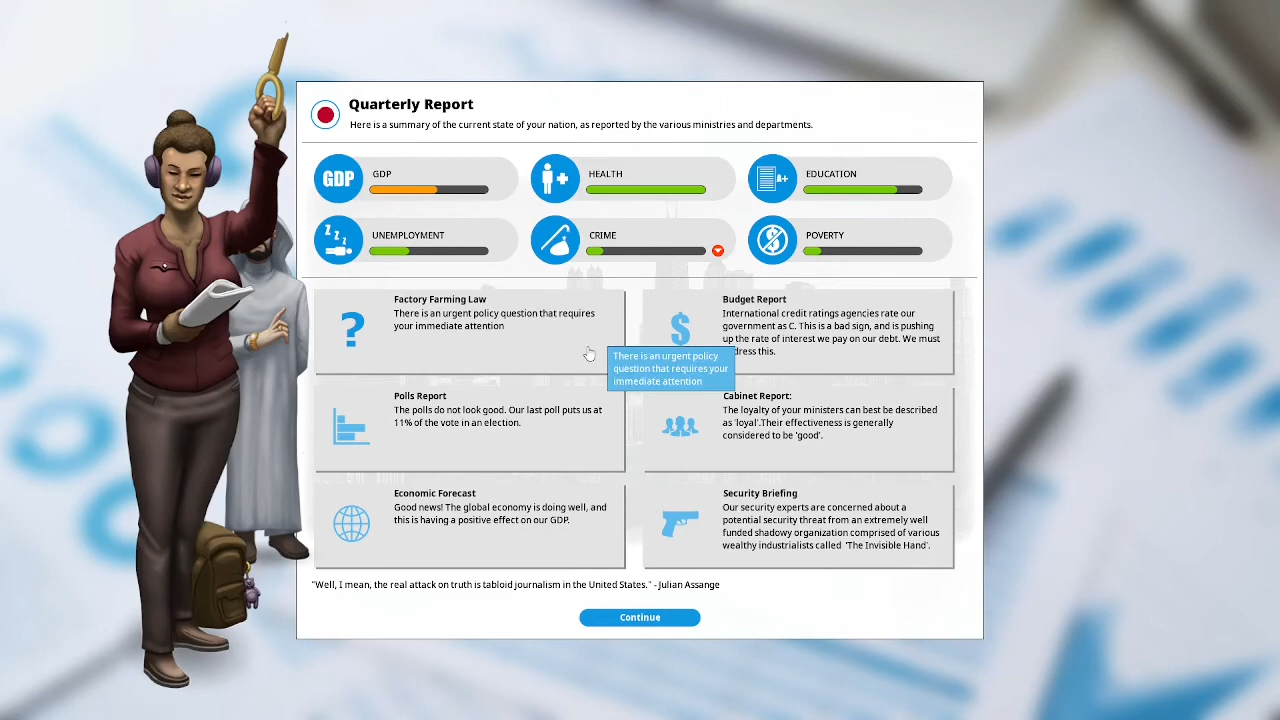 Quarterly Report
Here is a summary of the current state of your nation, as reported by the various ministries and departments.
GDP
GDP
HEALTH
A+
EDUCATION
Z Z Z
UNEMPLOYMENT
CRIME
$
POVERTY
?
Factory Farming Law
There is an urgent policy question that requires
your immediate attention
$
Budget Report
International credit ratings agencies rate our
government as C. This is a bad sign, and is pushing
up the rate of interest we pay on our debt. We must
dress this.
There is an urgent policy
question that requires your
immediate attention
Polls Report
The polls do not look good. Our last poll puts us at
11% of the vote in an election.
Cabinet Report:
The loyalty of your ministers can best be described
as 'loyal'.Their effectiveness is generally
considered to be 'good'.
Economic Forecast
Good news! The global economy is doing well, and
this is having a positive effect on our GDP.
Security Briefing
Our security experts are concerned about a
potential security threat from an extremely well
funded shadowy organization comprised of various
wealthy industrialists called 'The Invisible Hand'.
"Well, I mean, the real attack on truth is tabloid journalism in the United States." - Julian Assange
Continue